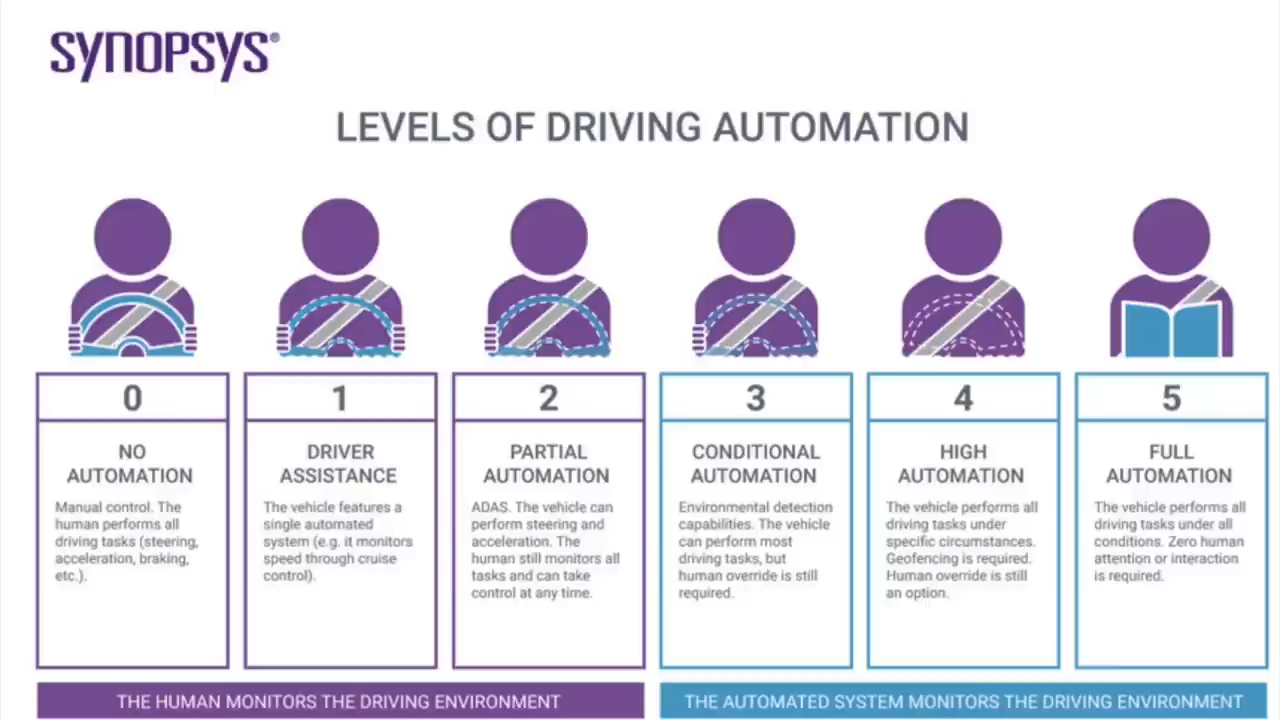 SYNOPSYS®
LEVELS OF DRIVING AUTOMATION
0
NO
AUTOMATION
Manual control. The
human performs all
driving tasks (steering,
acceleration, braking,
etc.).
1
DRIVER
ASSISTANCE
The vehicle features a
single automated
system (e.g. it monitors
speed through cruise
control).
2
PARTIAL
AUTOMATION
ADAS. The vehicle can
perform steering and
acceleration. The
human still monitors all
tasks and can take
control at any time.
3
CONDITIONAL
AUTOMATION
Environmental detection
capabilities. The vehicle
can perform most
driving tasks, but
human override is still
required.
4
HIGH
AUTOMATION
The vehicle performs all
driving tasks under
specific circumstances.
Geofencing is required.
Human override is still
an option.
5
FULL
AUTOMATION
The vehicle performs all
driving tasks under all
conditions. Zero human
attention or interaction
is required.
THE HUMAN MONITORS THE DRIVING ENVIRONMENT
THE AUTOMATED SYSTEM MONITORS THE DRIVING ENVIRONMENT